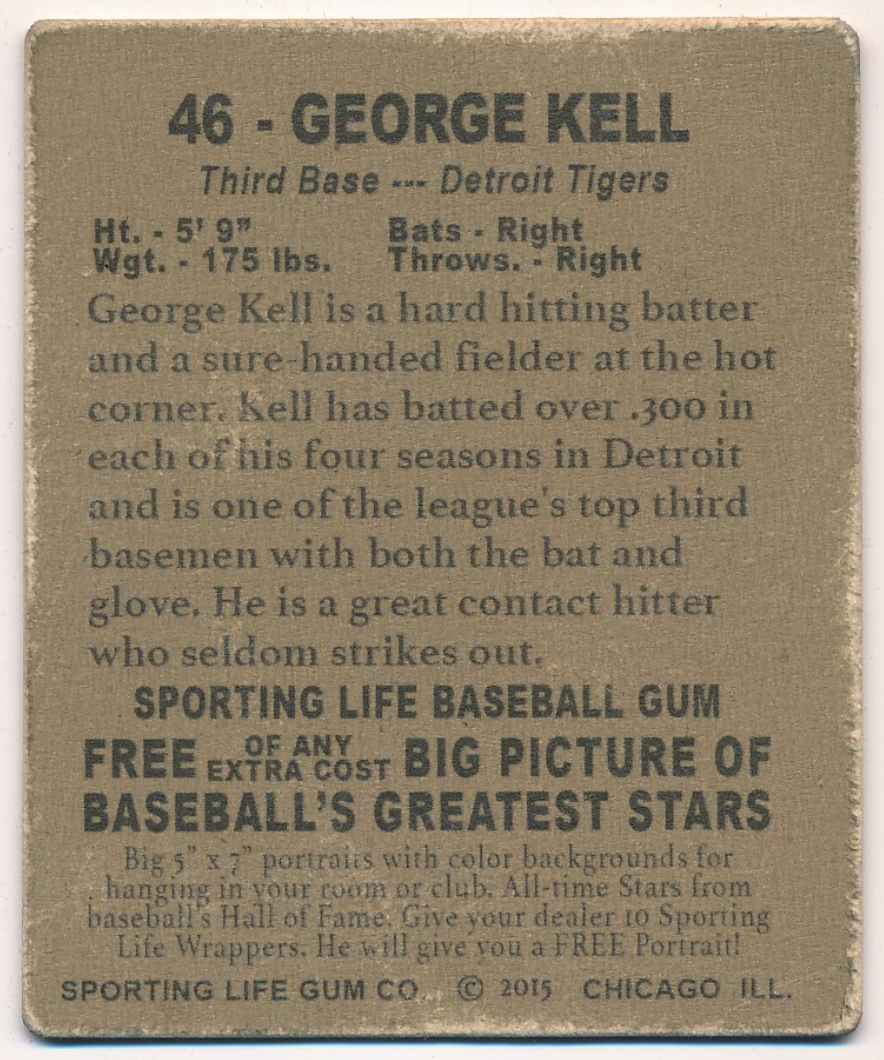 46 - GEORGE KELL
Third Base --- Detroit Tigers
Ht. - 5' 9" Bats - Right
Wgt. - 175 lbs. Throws. - Right
George Kell is a hard hitting batter
and a sure-handed fielder at the hot
corner. Kell has batted over .300 in
each of his four seasons in Detroit
and is one of the league's top third
basemen with both the bat and
glove. He is a great contact hitter
who seldom strikes out.
SPORTING LIFE BASEBALL GUM
FREE OF ANY EXTRA COST BIG PICTURE OF
BASEBALL'S GREATEST STARS
Big 5" x 7" portraits with color backgrounds for
hanging in your room or club. All-time Stars from
baseball's Hall of Fame. Give your dealer 10 Sporting
Life Wrappers. He will give you a FREE Portrait!
SPORTING LIFE GUM CO. © 2015 CHICAGO ILL.